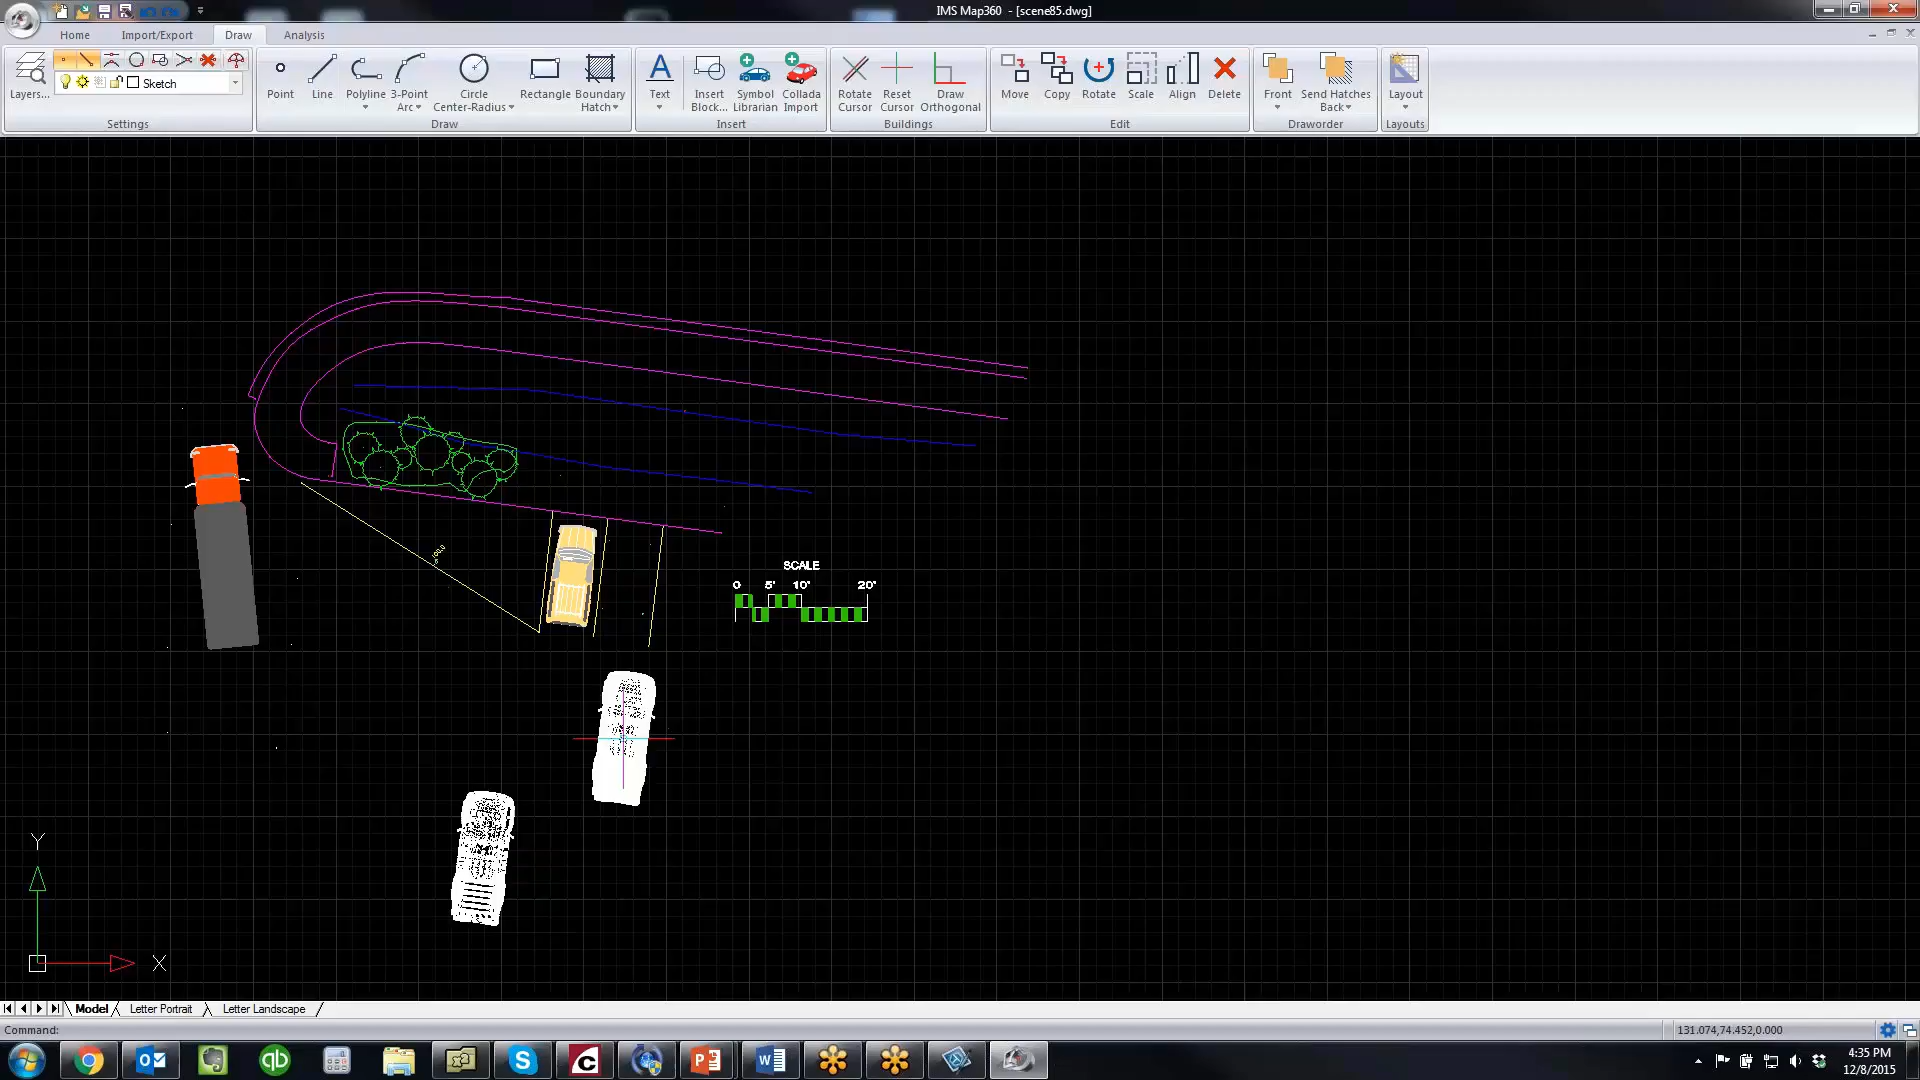 IMS Map360 - [scene85.dwg]
Home Import/Export Draw Analysis
Layers... Sketch
Settings
Point Line Polyline 3-Point Arc Circle Center-Radius Rectangle Boundary Hatch
Draw
Text Insert Block... Symbol Librarian Collada Import
Insert
Rotate Cursor Reset Cursor Draw Orthogonal
Buildings
Move Copy Rotate Scale Align Delete
Edit
Front Send Hatches Back
Draworder
Layout
Layouts
SCALE
0 5' 10' 20'
Y
X
Model Letter Portrait Letter Landscape
Command:
131.074,74.452,0.000
4:35 PM
12/8/2015